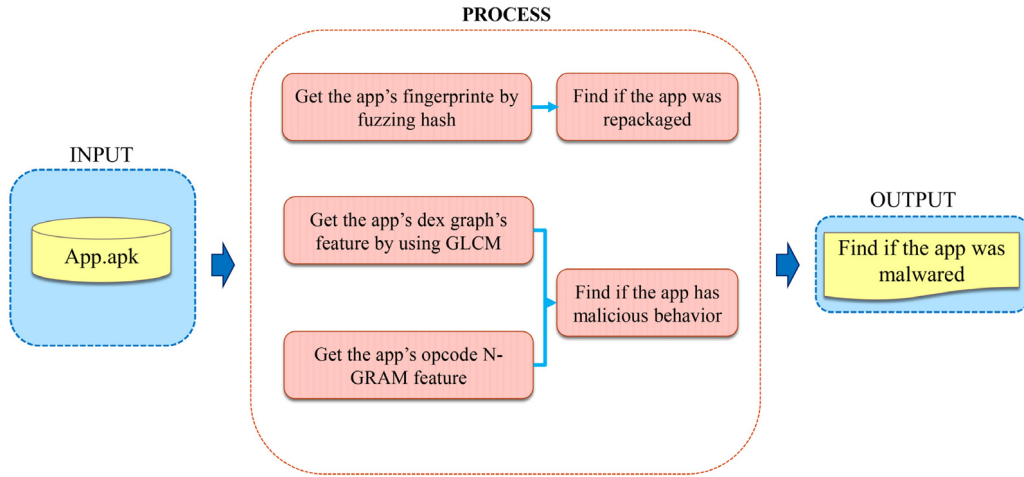 PROCESS
INPUT
App.apk
Get the app's fingerprinte by
fuzzing hash
Find if the app was
repackaged
Get the app's dex graph's
feature by using GLCM
Get the app's opcode N-
GRAM feature
Find if the app has
malicious behavior
OUTPUT
Find if the app was
malwared